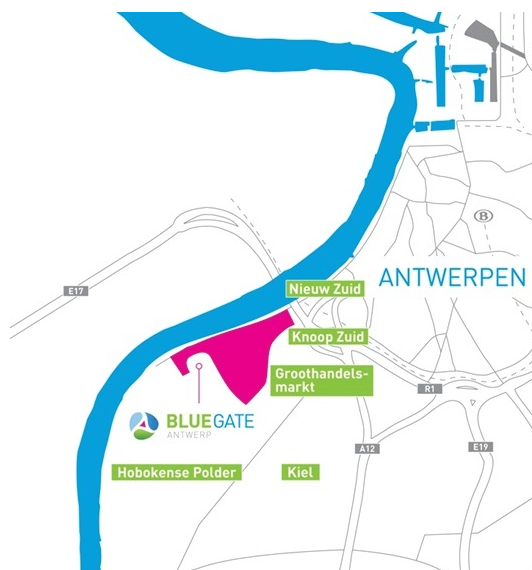 B
ANTWERPEN
Nieuw Zuid
E17
Knoop Zuid
Groothandels-
markt
R1
BLUEGATE
ANTWERP
A12
E19
Hobokense Polder
Kiel